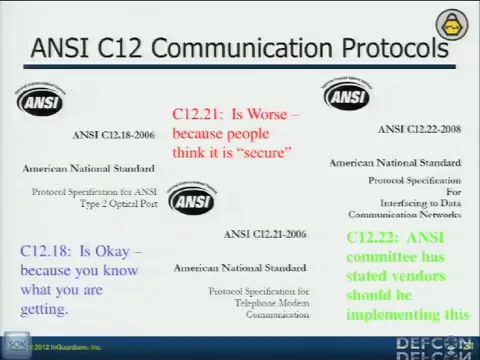 ANSI C12 Communication Protocols
ANSI
ANSI C12.18-2006
American National Standard
Protocol Specification for ANSI
Type 2 Optical Port
C12.18: Is Okay –
because you know
what you are
getting.
C12.21: Is Worse –
because people
think it is “secure”
ANSI
ANSI C12.21-2006
American National Standard
Protocol Specification for
Telephone Modem
Communication
ANSI
ANSI C12.22-2008
American National Standard
Protocol Specification
For
Interfacing to Data
Communication Networks
C12.22: ANSI
committee has
stated vendors
should be
implementing this
2012 InGuardians, Inc.
DEFCON